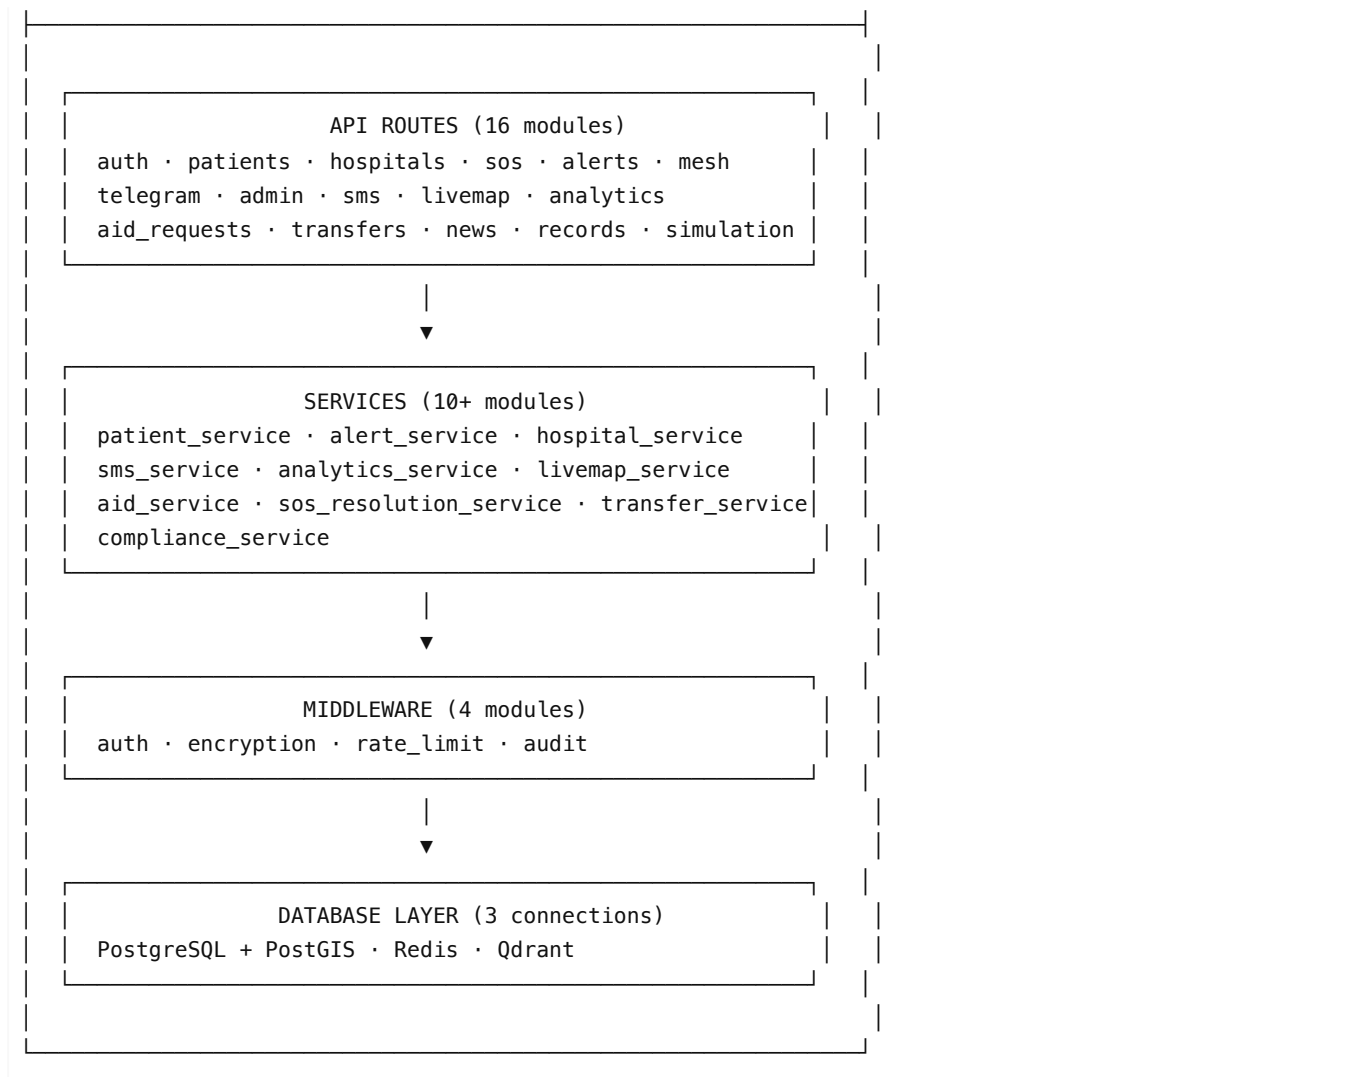 API ROUTES (16 modules)
auth · patients · hospitals · sos · alerts · mesh
telegram · admin · sms · livemap · analytics
aid_requests · transfers · news · records · simulation
▼
SERVICES (10+ modules)
patient_service · alert_service · hospital_service
sms_service · analytics_service · livemap_service
aid_service · sos_resolution_service · transfer_service
compliance_service
▼
MIDDLEWARE (4 modules)
auth · encryption · rate_limit · audit
▼
DATABASE LAYER (3 connections)
PostgreSQL + PostGIS · Redis · Qdrant